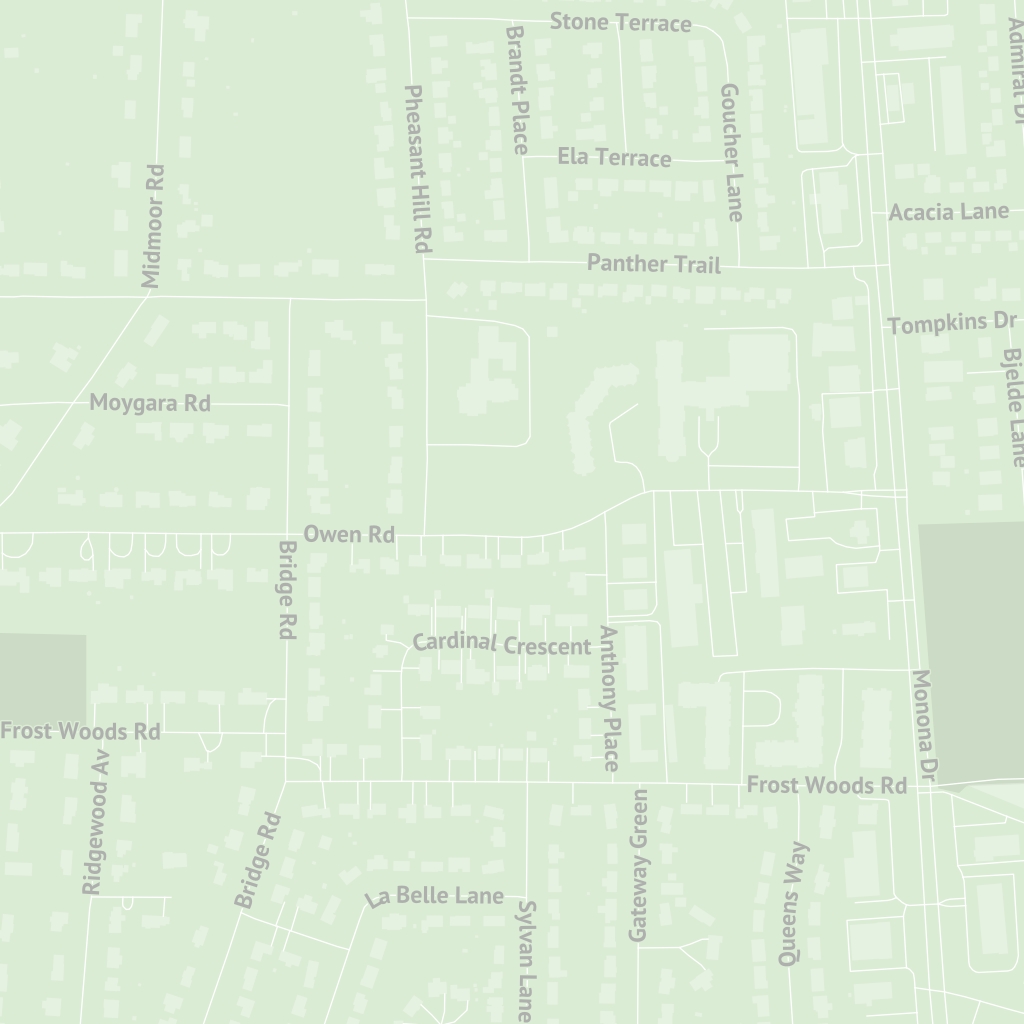 Stone Terrace
Brandt Place
Admiral Dr
Pheasant Hill Rd
Goucher Lane
Ela Terrace
Midmoor Rd
Acacia Lane
Panther Trail
Tompkins Dr
Bjelde Lane
Moygara Rd
Owen Rd
Bridge Rd
Cardinal Crescent
Anthony Place
Monona Dr
Frost Woods Rd
Ridgewood Av
Frost Woods Rd
Gateway Green
Bridge Rd
Queens Way
La Belle Lane
Sylvan Lane